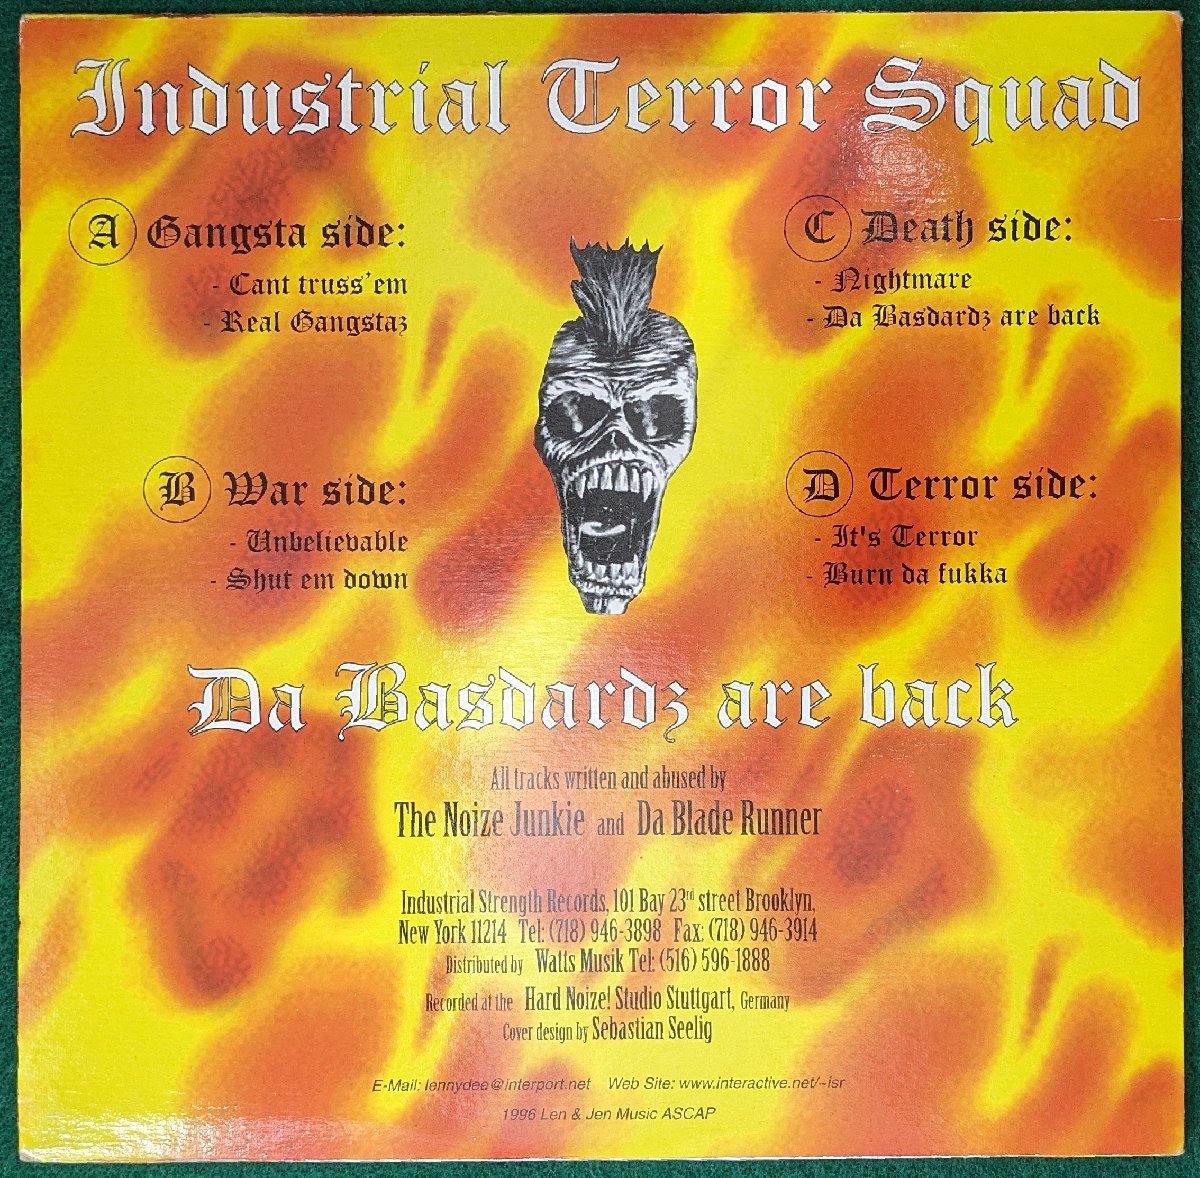 Industrial Terror Squad
A Gangsta side:
- Cant truss'em
- Real Gangstaz
B War side:
- Unbelievable
- Shut em down
C Death side:
- Nightmare
- Da Basdardz are back
D Terror side:
- It's Terror
- Burn da fukka
Da Basdardz are back
All tracks written and abused by
The Noize Junkie and Da Blade Runner
Industrial Strength Records, 101 Bay 23rd street Brooklyn,
New York 11214 Tel: (718) 946-3898 Fax: (718) 946-3914
Distributed by Watts Musik Tel: (516) 596-1888
Recorded at the Hard Noize! Studio Stuttgart, Germany
Cover design by Sebastian Seelig
E-Mail: lennydee@interport.net Web Site: www.interactive.net/~isr
1996 Len & Jen Music ASCAP